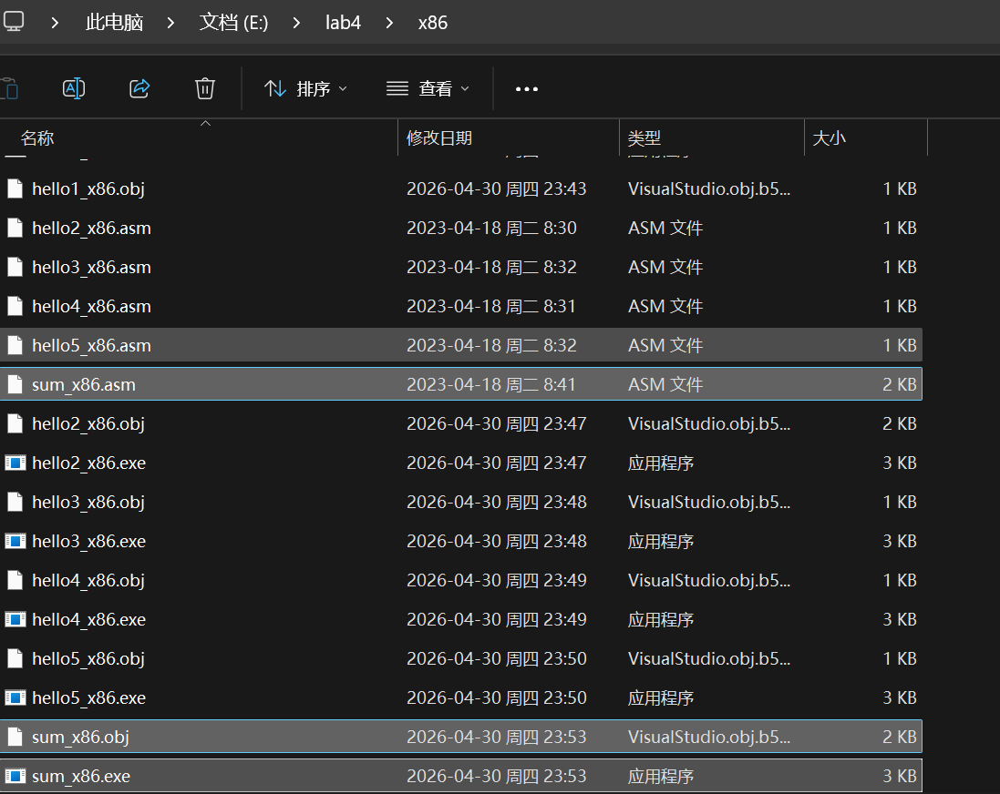 此电脑 > 文档 (E:) > lab4 > x86
排序 查看
名称 修改日期 类型 大小
hello1_x86.obj 2026-04-30 周四 23:43 VisualStudio.obj.b5... 1 KB
hello2_x86.asm 2023-04-18 周二 8:30 ASM 文件 1 KB
hello3_x86.asm 2023-04-18 周二 8:32 ASM 文件 1 KB
hello4_x86.asm 2023-04-18 周二 8:31 ASM 文件 1 KB
hello5_x86.asm 2023-04-18 周二 8:32 ASM 文件 1 KB
sum_x86.asm 2023-04-18 周二 8:41 ASM 文件 2 KB
hello2_x86.obj 2026-04-30 周四 23:47 VisualStudio.obj.b5... 2 KB
hello2_x86.exe 2026-04-30 周四 23:47 应用程序 3 KB
hello3_x86.obj 2026-04-30 周四 23:48 VisualStudio.obj.b5... 1 KB
hello3_x86.exe 2026-04-30 周四 23:48 应用程序 3 KB
hello4_x86.obj 2026-04-30 周四 23:49 VisualStudio.obj.b5... 1 KB
hello4_x86.exe 2026-04-30 周四 23:49 应用程序 3 KB
hello5_x86.obj 2026-04-30 周四 23:50 VisualStudio.obj.b5... 1 KB
hello5_x86.exe 2026-04-30 周四 23:50 应用程序 3 KB
sum_x86.obj 2026-04-30 周四 23:53 VisualStudio.obj.b5... 2 KB
sum_x86.exe 2026-04-30 周四 23:53 应用程序 3 KB